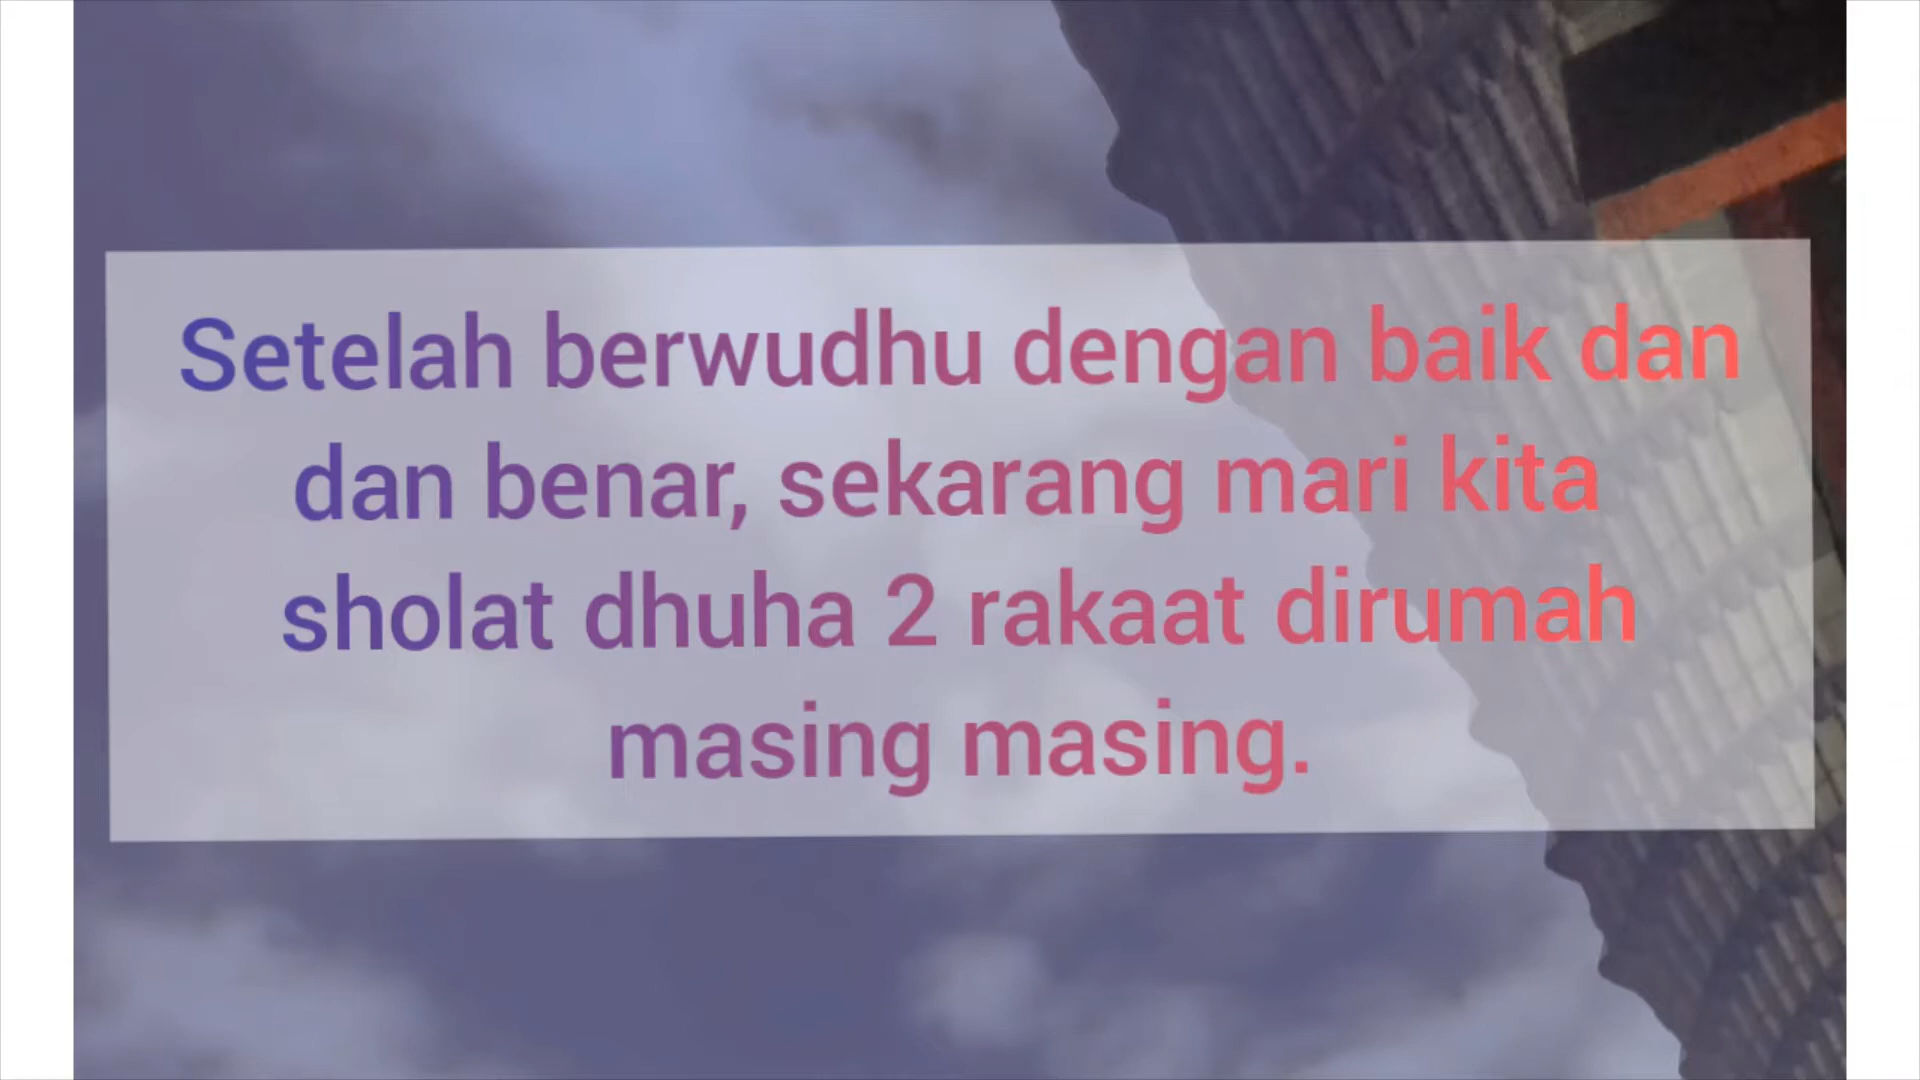 Setelah berwudhu dengan baik dan
dan benar, sekarang mari kita
sholat dhuha 2 rakaat dirumah
masing masing.